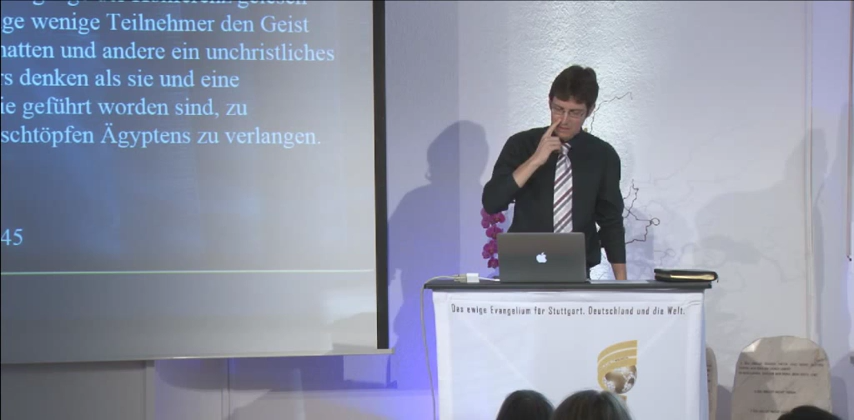 ge wenige Teilnehmer den Geist
hatten und andere ein unchristliches
rs denken als sie und eine
ie geführt worden sind, zu
schtöpfen Ägyptens zu verlangen.
45
Das ewige Evangelium für Stuttgart, Deutschland und die Welt.